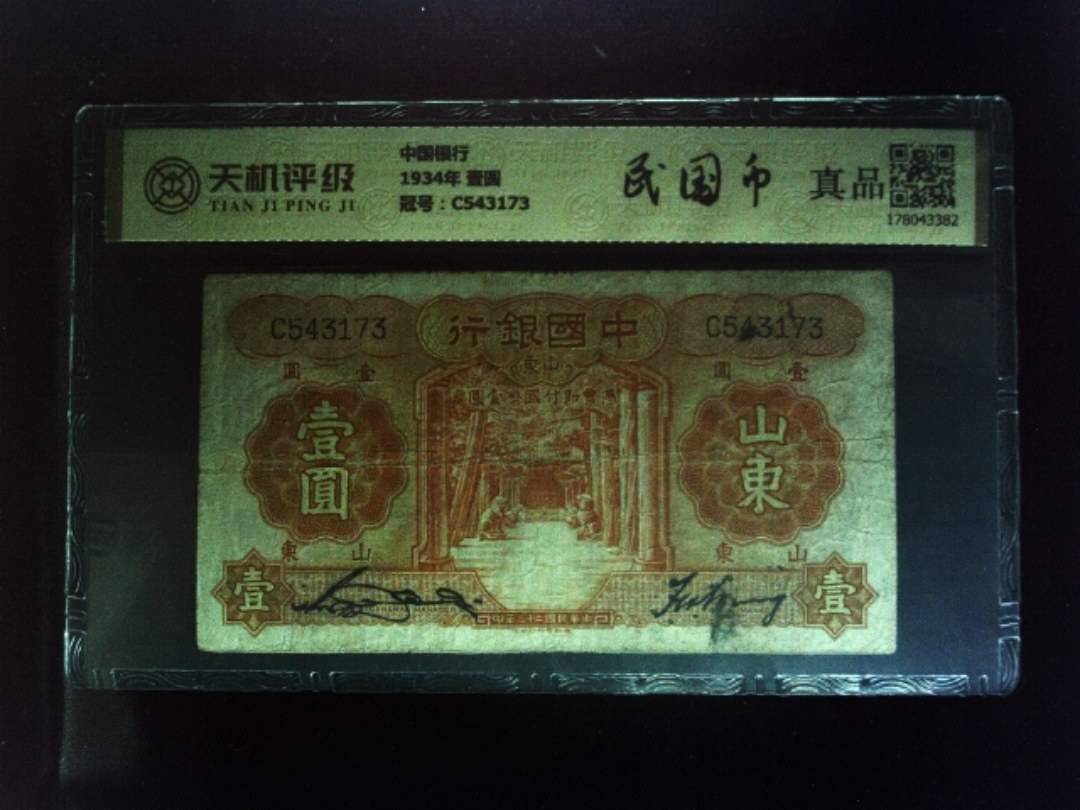 天机评级
TIAN JI PING JI
中国银行
1934年 壹圆
冠号：C543173
民国币
真品
178043382
C543173
行銀國中
C543173
東山
圓 壹
圓 壹
壹圓
山東
東 山
東 山
壹
壹
GENERAL MANAGER